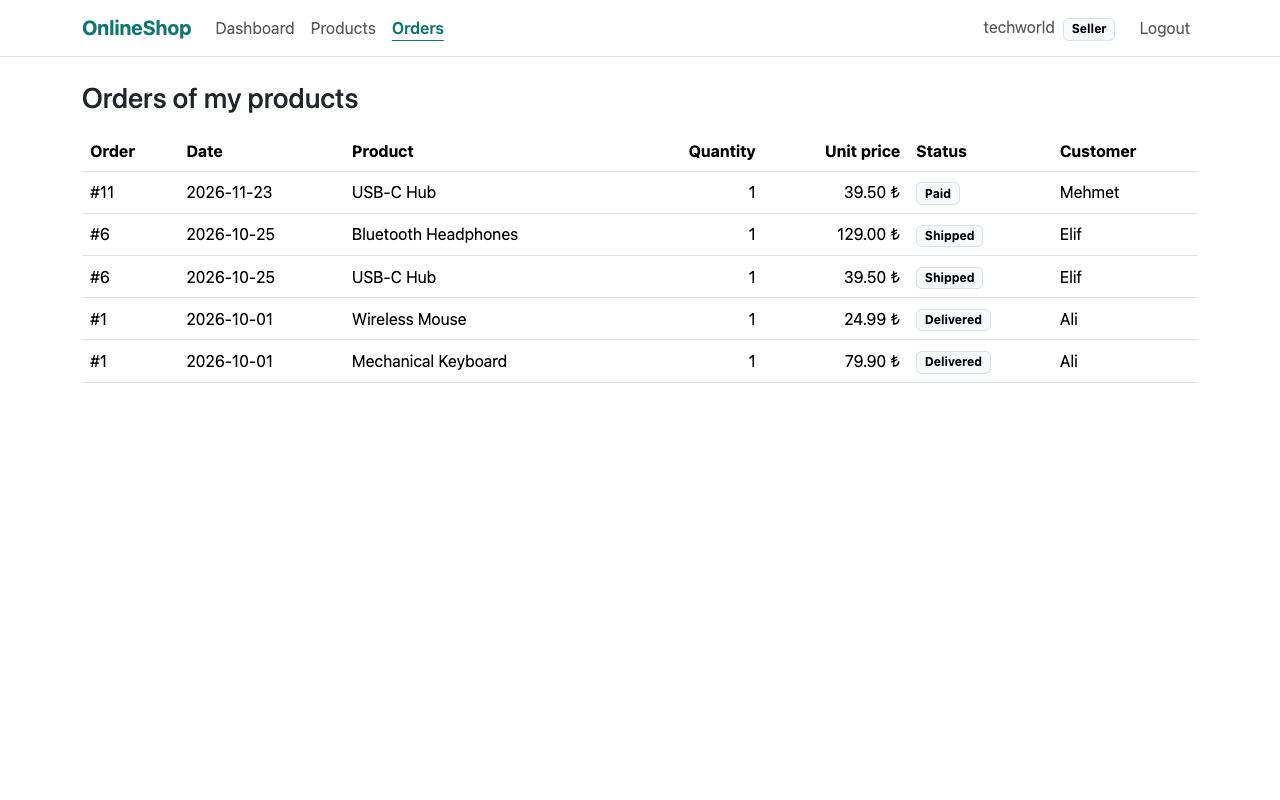 OnlineShop Dashboard Products Orders techworld Seller Logout
Orders of my products
Order Date Product Quantity Unit price Status Customer
#11 2026-11-23 USB-C Hub 1 39.50 ₺ Paid Mehmet
#6 2026-10-25 Bluetooth Headphones 1 129.00 ₺ Shipped Elif
#6 2026-10-25 USB-C Hub 1 39.50 ₺ Shipped Elif
#1 2026-10-01 Wireless Mouse 1 24.99 ₺ Delivered Ali
#1 2026-10-01 Mechanical Keyboard 1 79.90 ₺ Delivered Ali